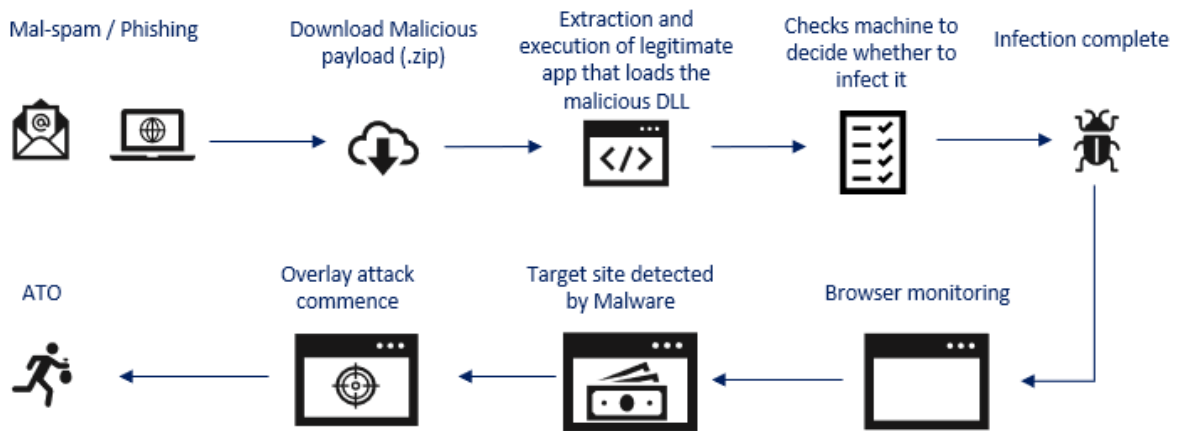 Mal-spam / Phishing
Download Malicious
payload (.zip)
Extraction and
execution of legitimate
app that loads the
malicious DLL
Checks machine to
decide whether to
infect it
Infection complete
@
</>
ATO
Overlay attack
commence
Target site detected
by Malware
Browser monitoring